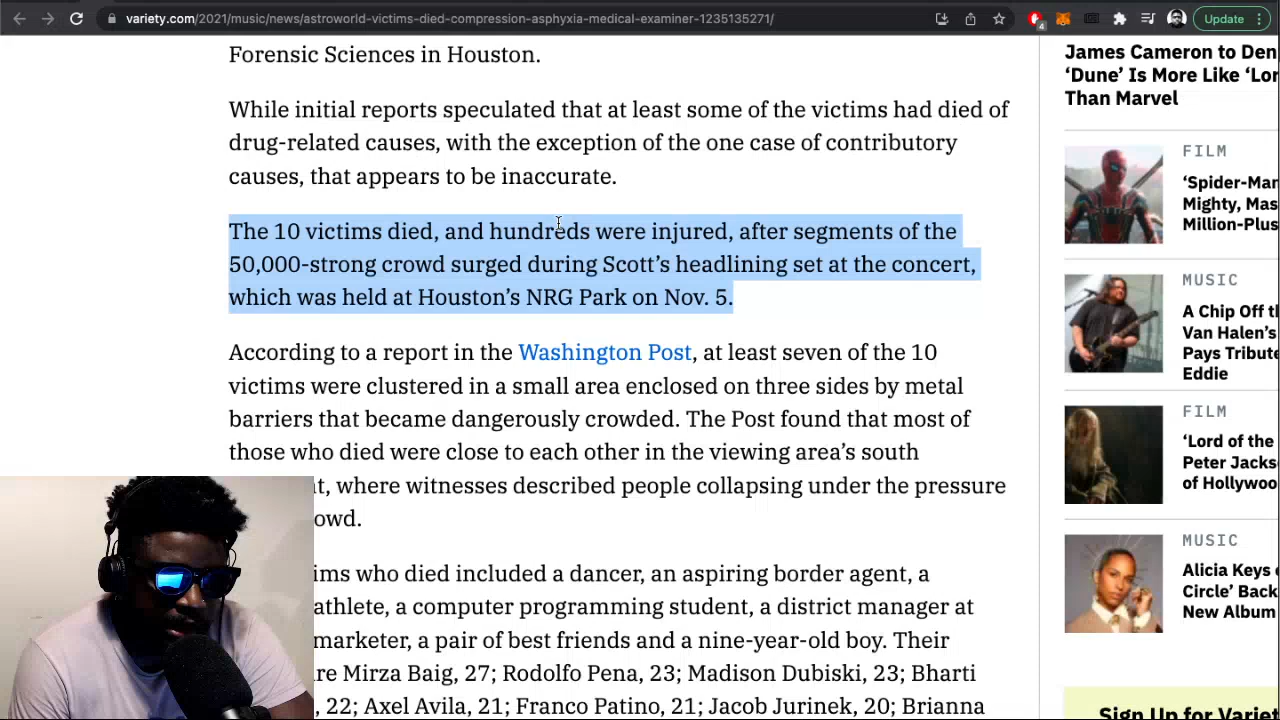 variety.com/2021/music/news/astroworld-victims-died-compression-asphyxia-medical-examiner-1235135271/
4
Update
Forensic Sciences in Houston.
While initial reports speculated that at least some of the victims had died of
drug-related causes, with the exception of the one case of contributory
causes, that appears to be inaccurate.
The 10 victims died, and hundreds were injured, after segments of the
50,000-strong crowd surged during Scott’s headlining set at the concert,
which was held at Houston’s NRG Park on Nov. 5.
According to a report in the Washington Post, at least seven of the 10
victims were clustered in a small area enclosed on three sides by metal
barriers that became dangerously crowded. The Post found that most of
those who died were close to each other in the viewing area’s south
where witnesses described people collapsing under the pressure
who died included a dancer, an aspiring border agent, a
athlete, a computer programming student, a district manager at
marketer, a pair of best friends and a nine-year-old boy. Their
Mirza Baig, 27; Rodolfo Pena, 23; Madison Dubiski, 23; Bharti
22; Axel Avila, 21; Franco Patino, 21; Jacob Jurinek, 20; Brianna
James Cameron to Den
‘Dune’ Is More Like ‘Lor
Than Marvel
FILM
‘Spider-Mar
Mighty, Mas
Million-Plus
MUSIC
A Chip Off t
Van Halen’s
Pays Tribute
Eddie
FILM
‘Lord of the
Peter Jacks
of Hollywoo
MUSIC
Alicia Keys
Circle’ Back
New Album
Sign Up for Variet